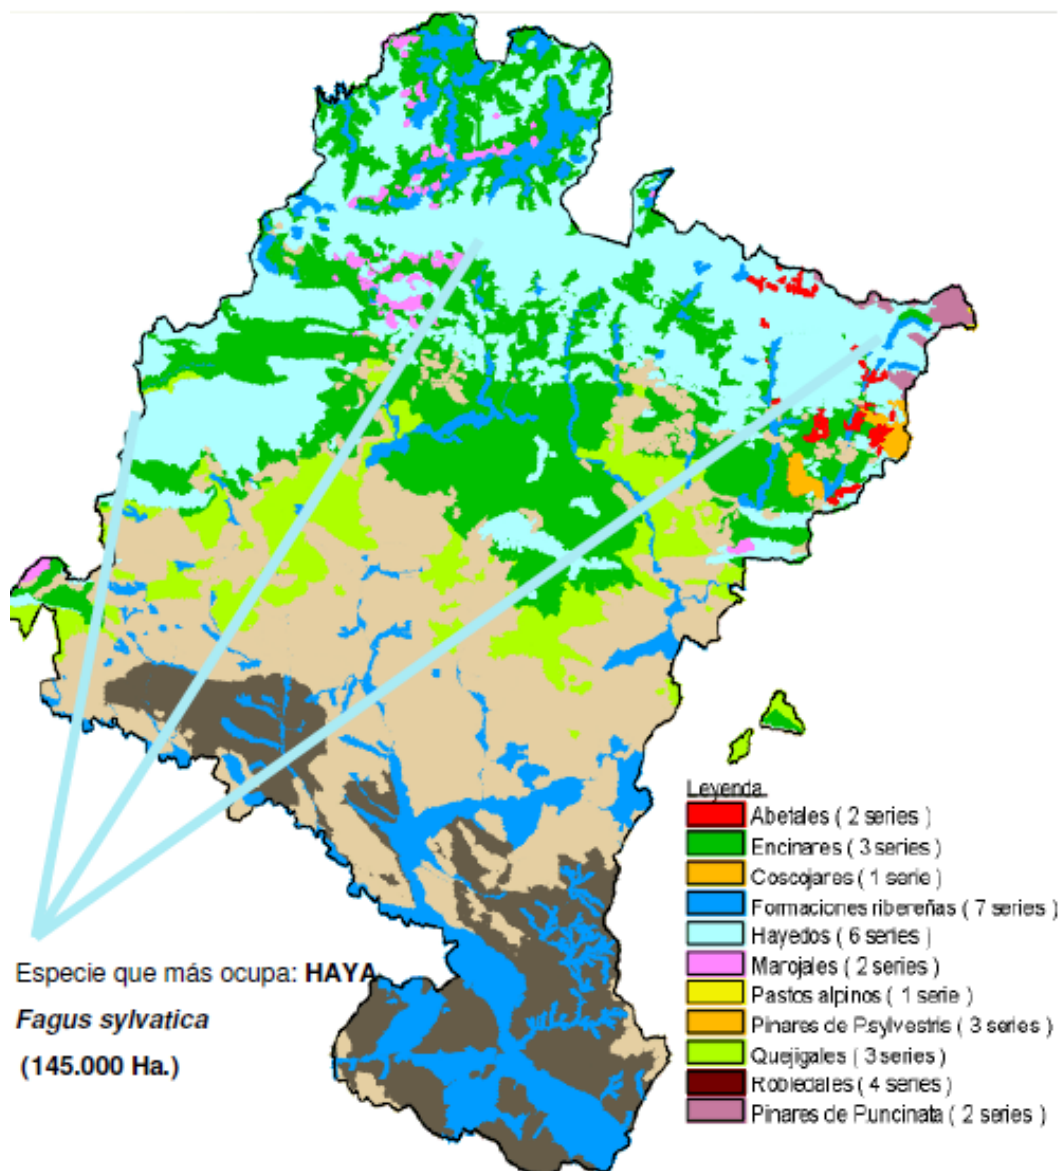 Leyenda.
Abetales ( 2 series )
Encinares ( 3 series )
Coscojares ( 1 serie )
Formaciones ribereñas ( 7 series )
Hayedos ( 6 series )
Marojales ( 2 series )
Pastos alpinos ( 1 serie )
Pinares de P.sylvestris ( 3 series )
Quejigales ( 3 series )
Robledales ( 4 series )
Pinares de P.uncinata ( 2 series )
Especie que más ocupa: HAYA
Fagus sylvatica
(145.000 Ha.)